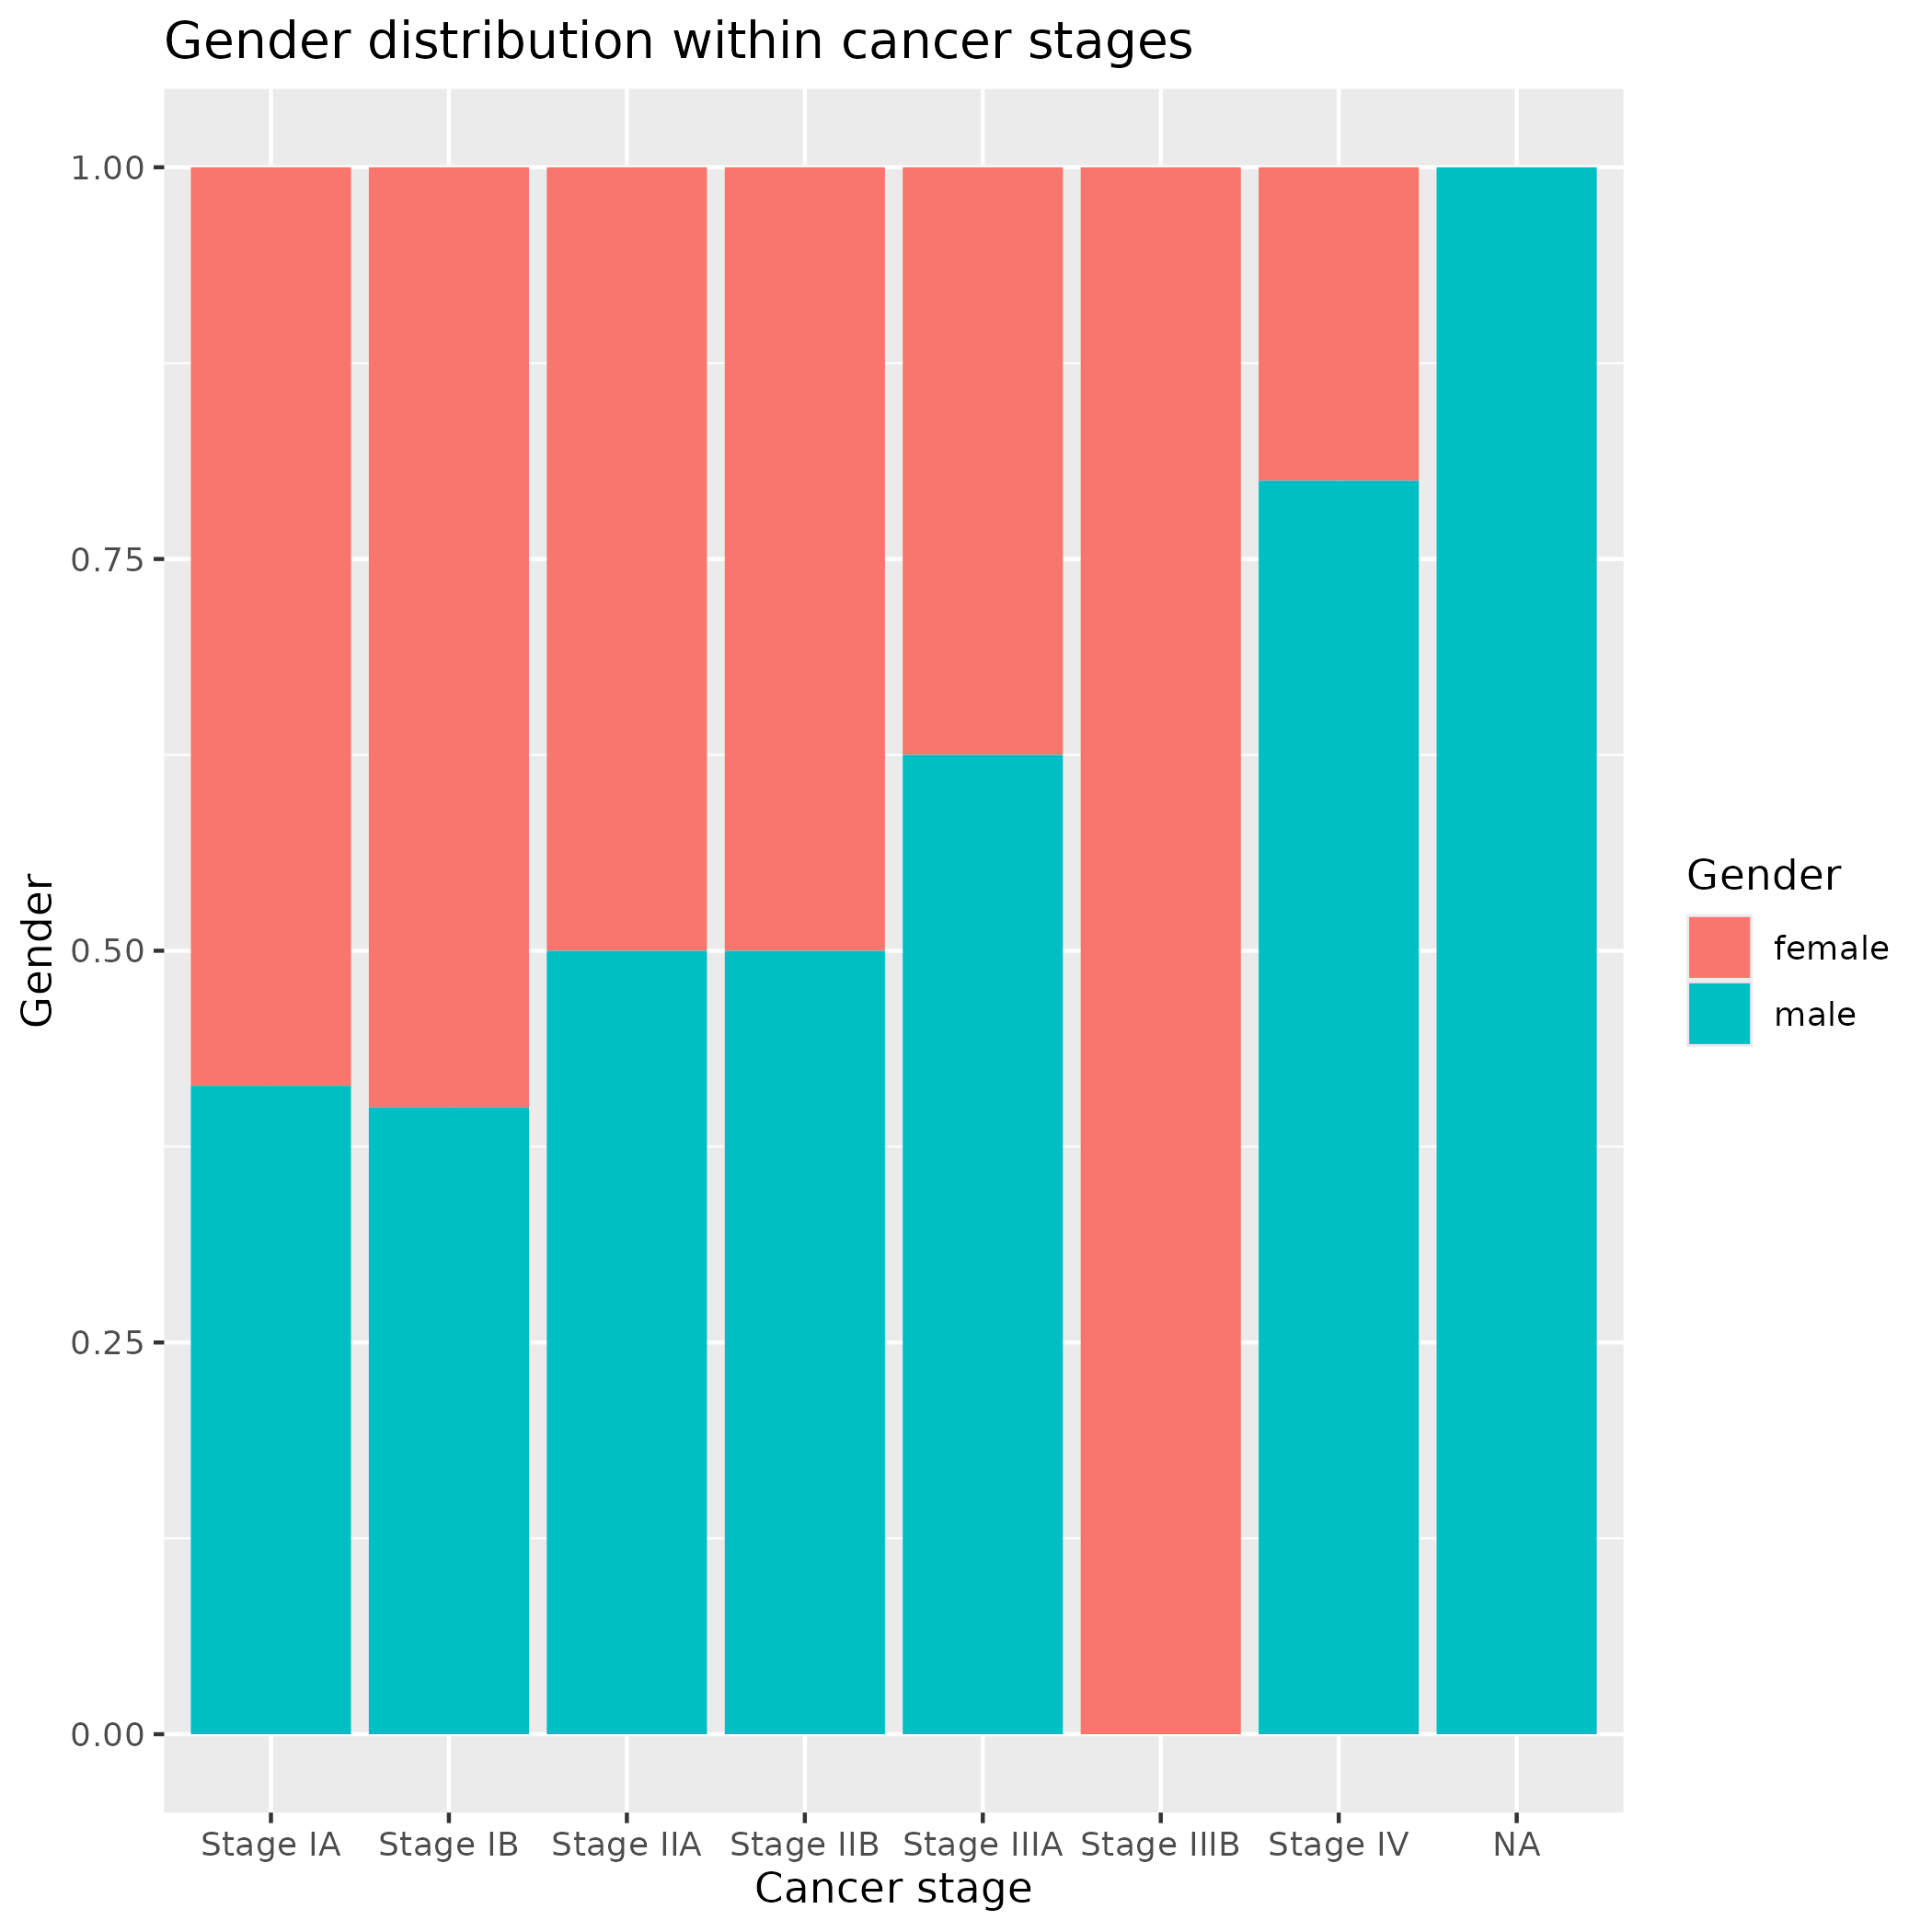 Gender distribution within cancer stages
1.00
0.75
0.50
0.25
0.00
Gender
Stage IA Stage IB Stage IIA Stage IIB Stage IIIA Stage IIIB Stage IV NA
Cancer stage
Gender
female
male